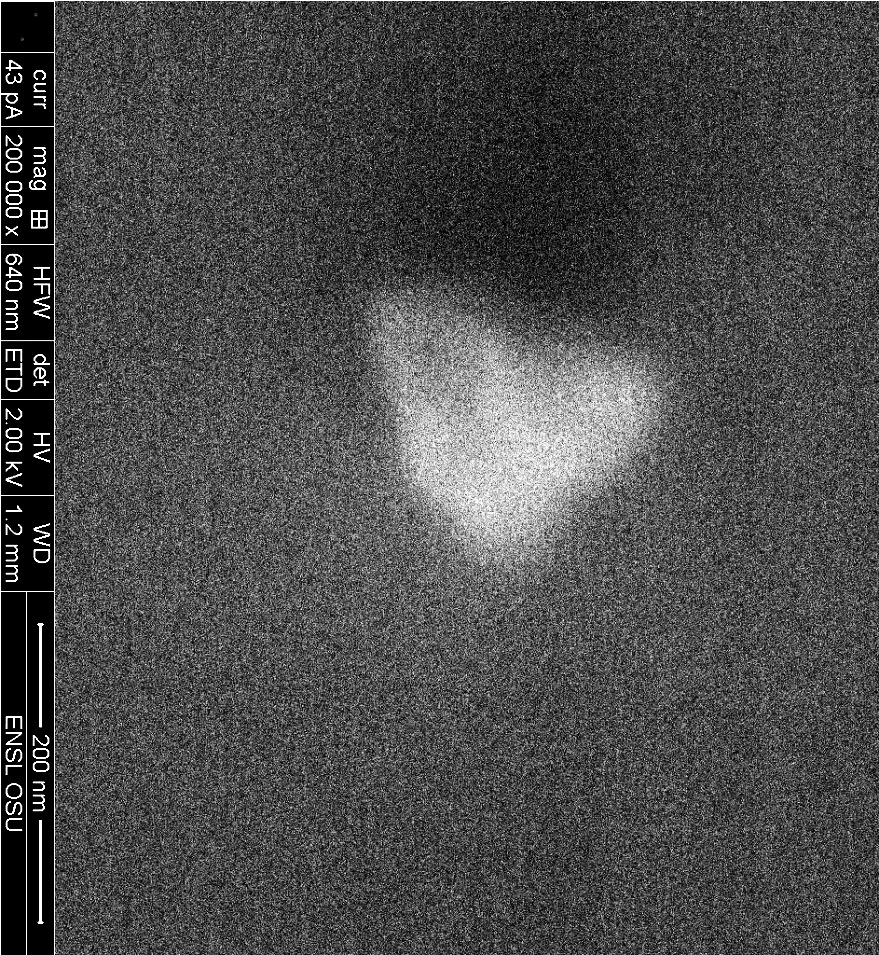 curr
43 pA
mag ⊞
200 000 x
HFW
640 nm
det
ETD
HV
2.00 kV
WD
1.2 mm
200 nm
ENSL OSU